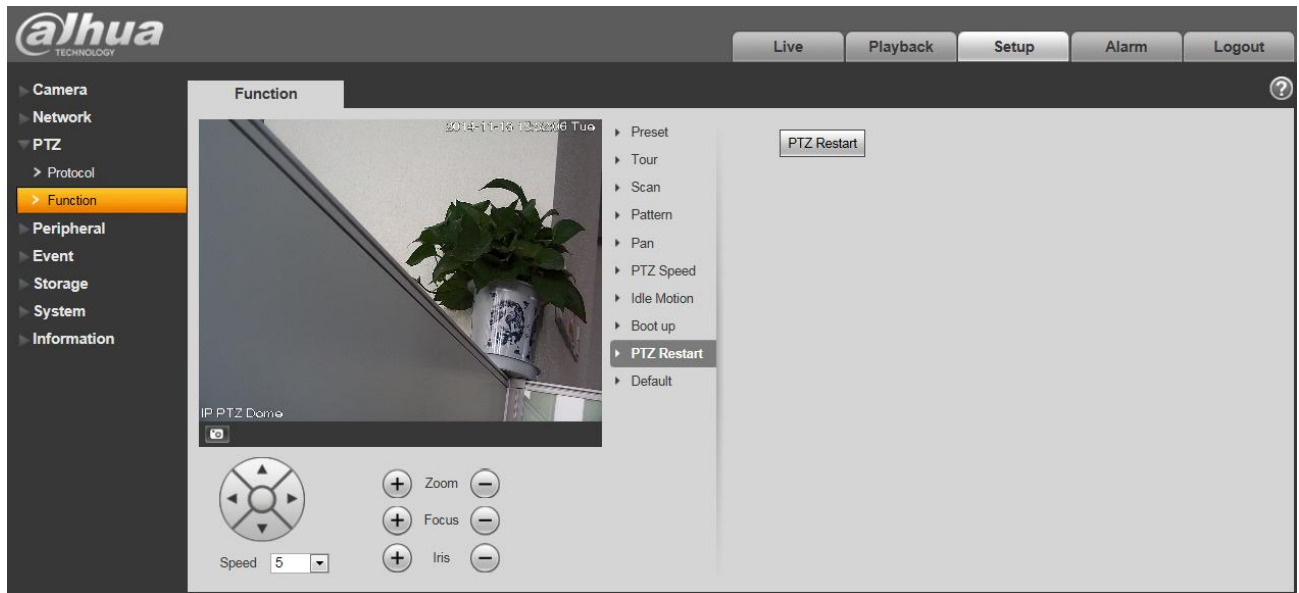 alhua
TECHNOLOGY
Live Playback Setup Alarm Logout
Camera
Network
PTZ
Protocol
Function
Peripheral
Event
Storage
System
Information
Function
?
Tue
IP PTZ Dome
Preset
Tour
Scan
Pattern
Pan
PTZ Speed
Idle Motion
Boot up
PTZ Restart
Default
PTZ Restart
Zoom
Focus
Iris
Speed 5